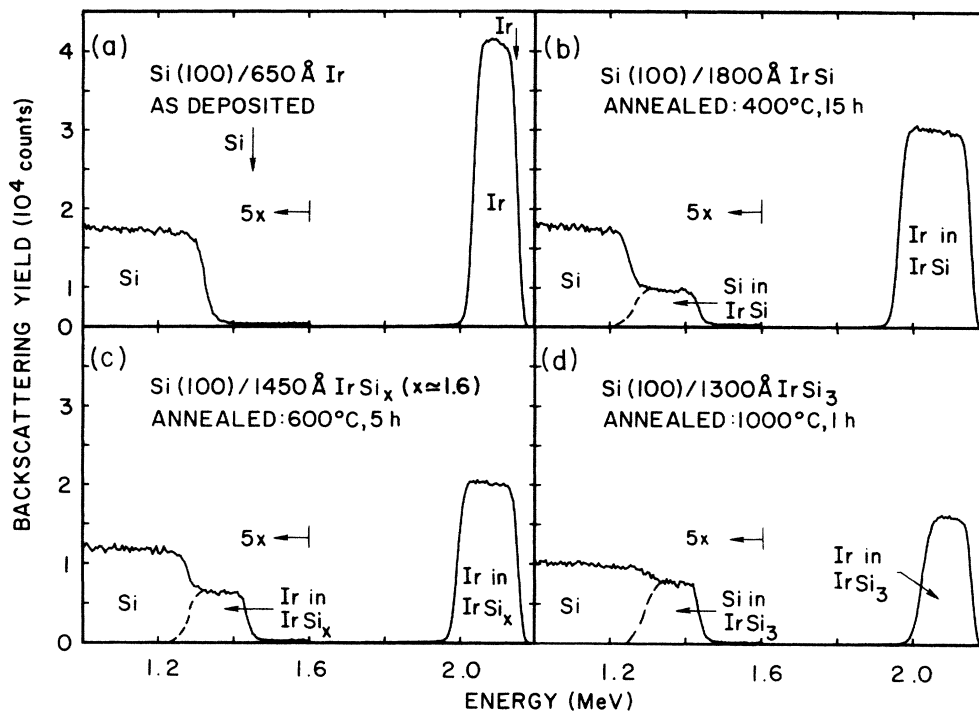 BACKSCATTERING YIELD (10⁴ counts)
4
3
2
1
0
3
2
1
0
(a)
Si(100)/650 Å Ir
AS DEPOSITED
Ir
Si
5x
Si
Ir
(b)
Si(100)/1800 Å IrSi
ANNEALED: 400°C, 15 h
5x
Si
Si in
IrSi
Ir in
IrSi
(c)
Si(100)/1450 Å IrSiₓ (x≃1.6)
ANNEALED: 600°C, 5 h
5x
Si
Ir in
IrSiₓ
Ir in
IrSiₓ
(d)
Si(100)/1300 Å IrSi₃
ANNEALED: 1000°C, 1 h
5x
Si
Si in
IrSi₃
Ir in
IrSi₃
1.2
1.6
2.0
1.2
1.6
2.0
ENERGY (MeV)